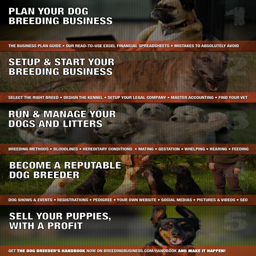 PLAN YOUR DOG
BREEDING BUSINESS
1
THE BUSINESS PLAN GUIDE • OUR READ-TO-USE EXCEL FINANCIAL SPREADSHEETS • MISTAKES TO ABSOLUTELY AVOID
SETUP & START YOUR
BREEDING BUSINESS
SELECT THE RIGHT BREED • DESIGN THE KENNEL • SETUP YOUR LEGAL COMPANY • MASTER ACCOUNTING • FIND YOUR VET
RUN & MANAGE YOUR
DOGS AND LITTERS
3
BREEDING METHODS • BLOODLINES • HEREDITARY CONDITIONS • MATING • GESTATION • WHELPING • REARING • FEEDING
BECOME A REPUTABLE
DOG BREEDER
DOG SHOWS & EVENTS • REGISTRATIONS • PEDIGREE • YOUR OWN WEBSITE • SOCIAL MEDIAS • PICTURES & VIDEOS • SEO
SELL YOUR PUPPIES,
WITH A PROFIT
5
GET THE DOG BREEDER'S HANDBOOK NOW ON BREEDINGBUSINESS.COM/HANDBOOK AND MAKE IT HAPPEN!